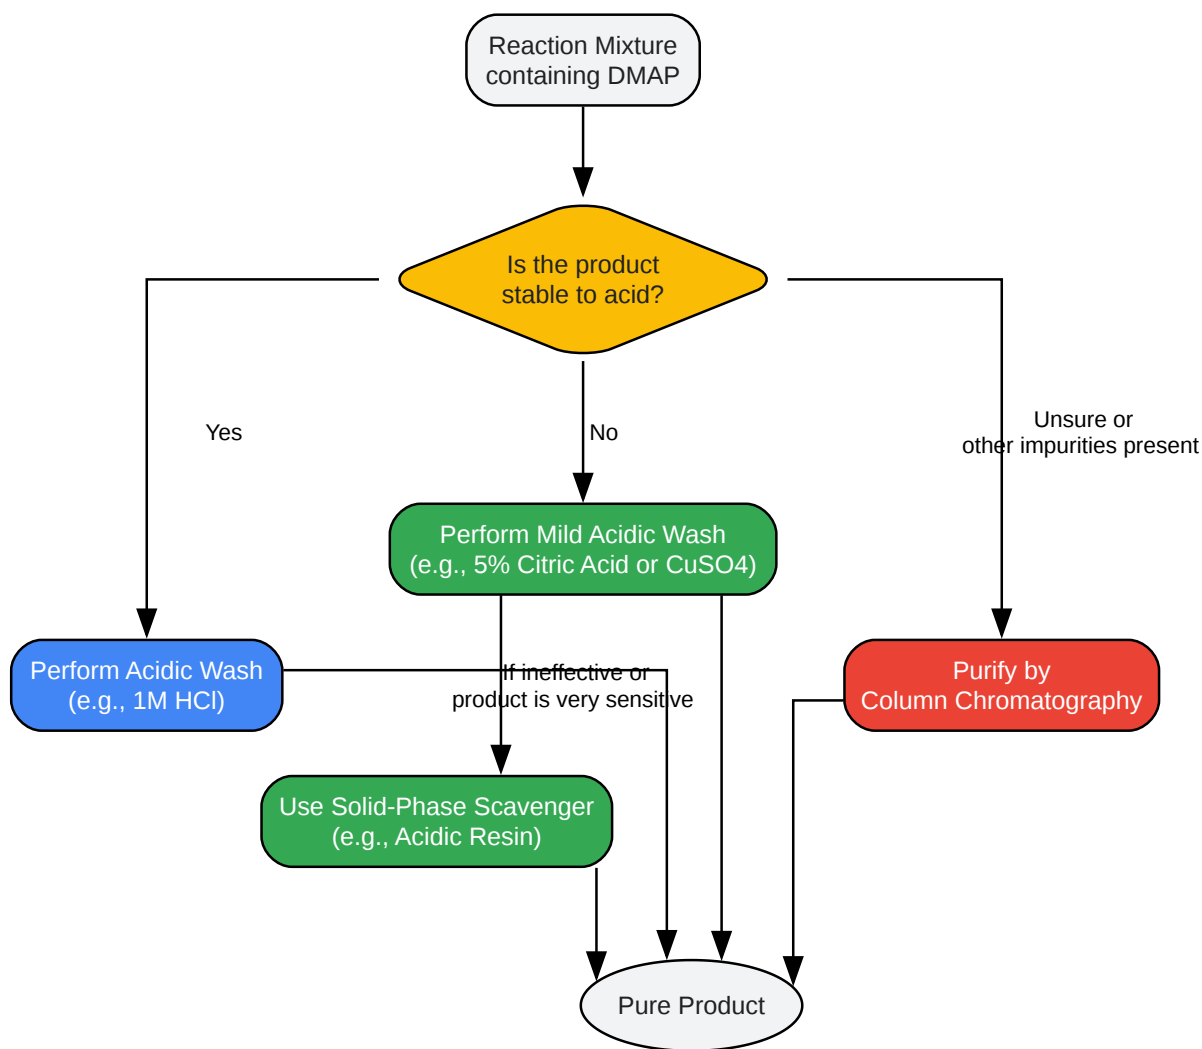 Reaction Mixture
containing DMAP
Is the product
stable to acid?
Yes
No
Unsure or
other impurities present
Perform Mild Acidic Wash
(e.g., 5% Citric Acid or CuSO4)
Perform Acidic Wash
(e.g., 1M HCl)
If ineffective or
product is very sensitive
Purify by
Column Chromatography
Use Solid-Phase Scavenger
(e.g., Acidic Resin)
Pure Product